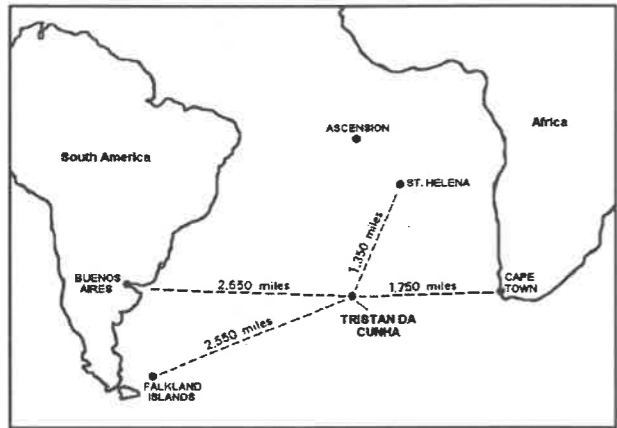 Africa
ASCENSION
South America
ST. HELENA
1,350 miles
BUENOS
AIRES
2,650 miles
1,750 miles
CAPE
TOWN
TRISTAN DA
CUNHA
2,550 miles
FALKLAND
ISLANDS